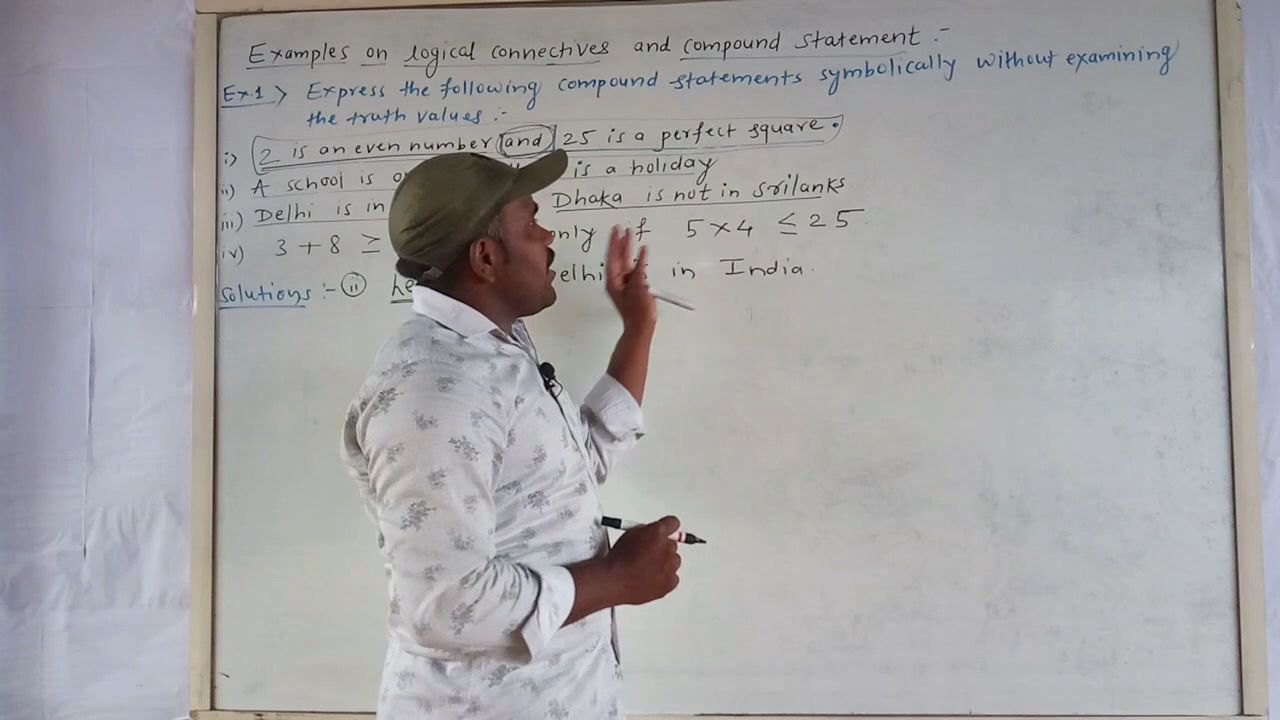 Examples on logical connectives and compound statement :-
Ex.1> Express the following compound statements symbolically without examining
the truth values :-
i) 2 is an even number and 25 is a perfect square.
ii) A school is is a holiday
iii) Delhi is in Dhaka is not in srilanks
iv) 3 + 8 ≥ only if 5 × 4 ≤ 25
Solutions :- ii in India.